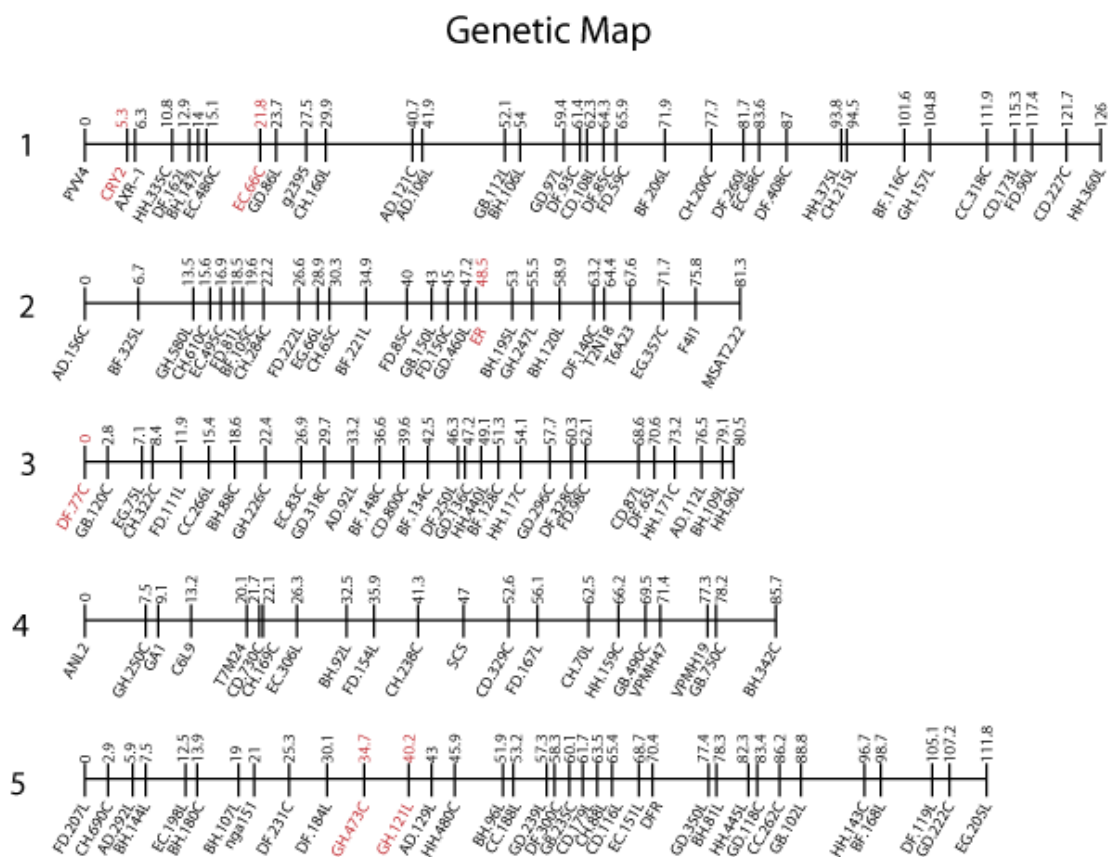 Genetic Map
1
0 5.3 6.3 10.8 12.9 14 15.1 21.8 23.7 27.5 29.9 40.7 41.9 52.1 54 59.4 61.4 62.3 64.3 65.9 71.9 77.7 81.7 83.6 87 93.8 94.5 101.6 104.8 111.9 115.3 117.4 121.7 126
PVV4 CRY2 AXR-1 HH.335C DF.162L BH.147L EC.480C EC.66C GD.86L g2395 CH.160L AD.121C AD.106L GB.112L BH.106L GD.97L DF.93C CD.108L DF.85C FD.59C BF.206L CH.200C DF.260L EC.88C DF.408C HH.375L CH.215L BF.116C GH.157L CC.318C CD.173L FD.90L CD.227C HH.360L
2
0 6.7 13.5 15.6 16.9 18.5 19.6 22.2 26.6 28.9 30.3 34.9 40 43 45 47.2 48.5 53 55.5 58.9 63.2 64.4 67.6 71.7 75.8 81.3
AD.156C BF.325L GH.580L CH.610C EC.495C FD.81L BF.105C CH.284C FD.222L EG.66L CH.65C BF.221L FD.85C GB.150L FD.150C GD.460L ER BH.195L GH.247L BH.120L DF.140C T2N18 T6A23 EG.357C F4I1 MSAT2.22
3
0 2.8 7.1 8.4 11.9 15.4 18.6 22.4 26.9 29.7 33.2 36.6 39.6 42.5 46.3 47.2 49.1 51.3 54.1 57.7 60.3 62.1 68.6 70.6 73.2 76.5 79.1 80.5
DF.77C GB.120C EG.75L CH.322C FD.111L CC.266L BH.88C GH.226C EC.83C GD.318C AD.92L BF.148C CD.800C BF.134C DF.250L GD.136C HH.440L BF.128C HH.117C GD.296C DF.328C FD.98C CD.87L DF.65L HH.171C AD.112L BH.109L HH.90L
4
0 7.5 9.1 13.2 20.1 21.7 22.1 26.3 32.5 35.9 41.3 47 52.6 56.1 62.5 66.2 69.5 71.4 77.3 78.2 85.7
ANL2 GH.250C GA1 C6L9 T7M24 CD.730C CH.169C EC.306L BH.92L FD.154L CH.238C SC5 CD.329C FD.167L CH.70L HH.159C GB.490C VPMH47 VPMH19 GB.750C BH.342C
5
0 2.9 5.9 7.5 12.5 13.9 19 21 25.3 30.1 34.7 40.2 43 45.9 51.9 53.2 57.3 58.3 60.1 61.7 63.5 65.4 68.7 70.4 77.4 78.3 82.3 83.4 86.2 88.8 96.7 98.7 105.1 107.2 111.8
FD.207L CH.690C AD.292L BH.144L EC.198L BH.180C BH.107L nga151 DF.231C DF.184L GH.473C GH.121L AD.129L HH.480C BH.96L CC.188L GD.239L DF.300C GB.235C CD.179L CH.88L CD.116L EC.151L DFR GD.350L BH.81L HH.445L GD.118C CC.262C GB.102L HH.143C BF.168L DF.119L GD.222C EG.205L